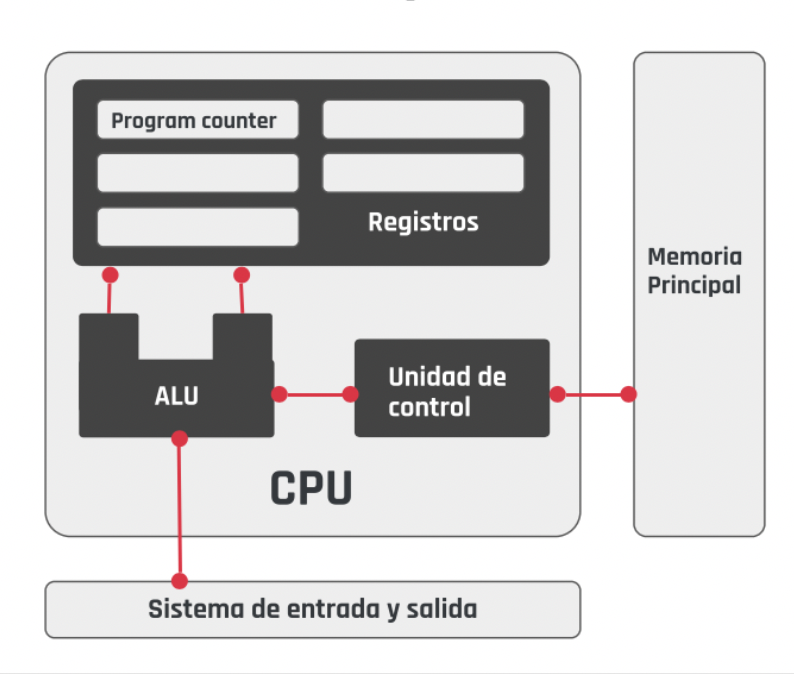 Program counter
Registros
Memoria
Principal
ALU
Unidad de
control
CPU
Sistema de entrada y salida